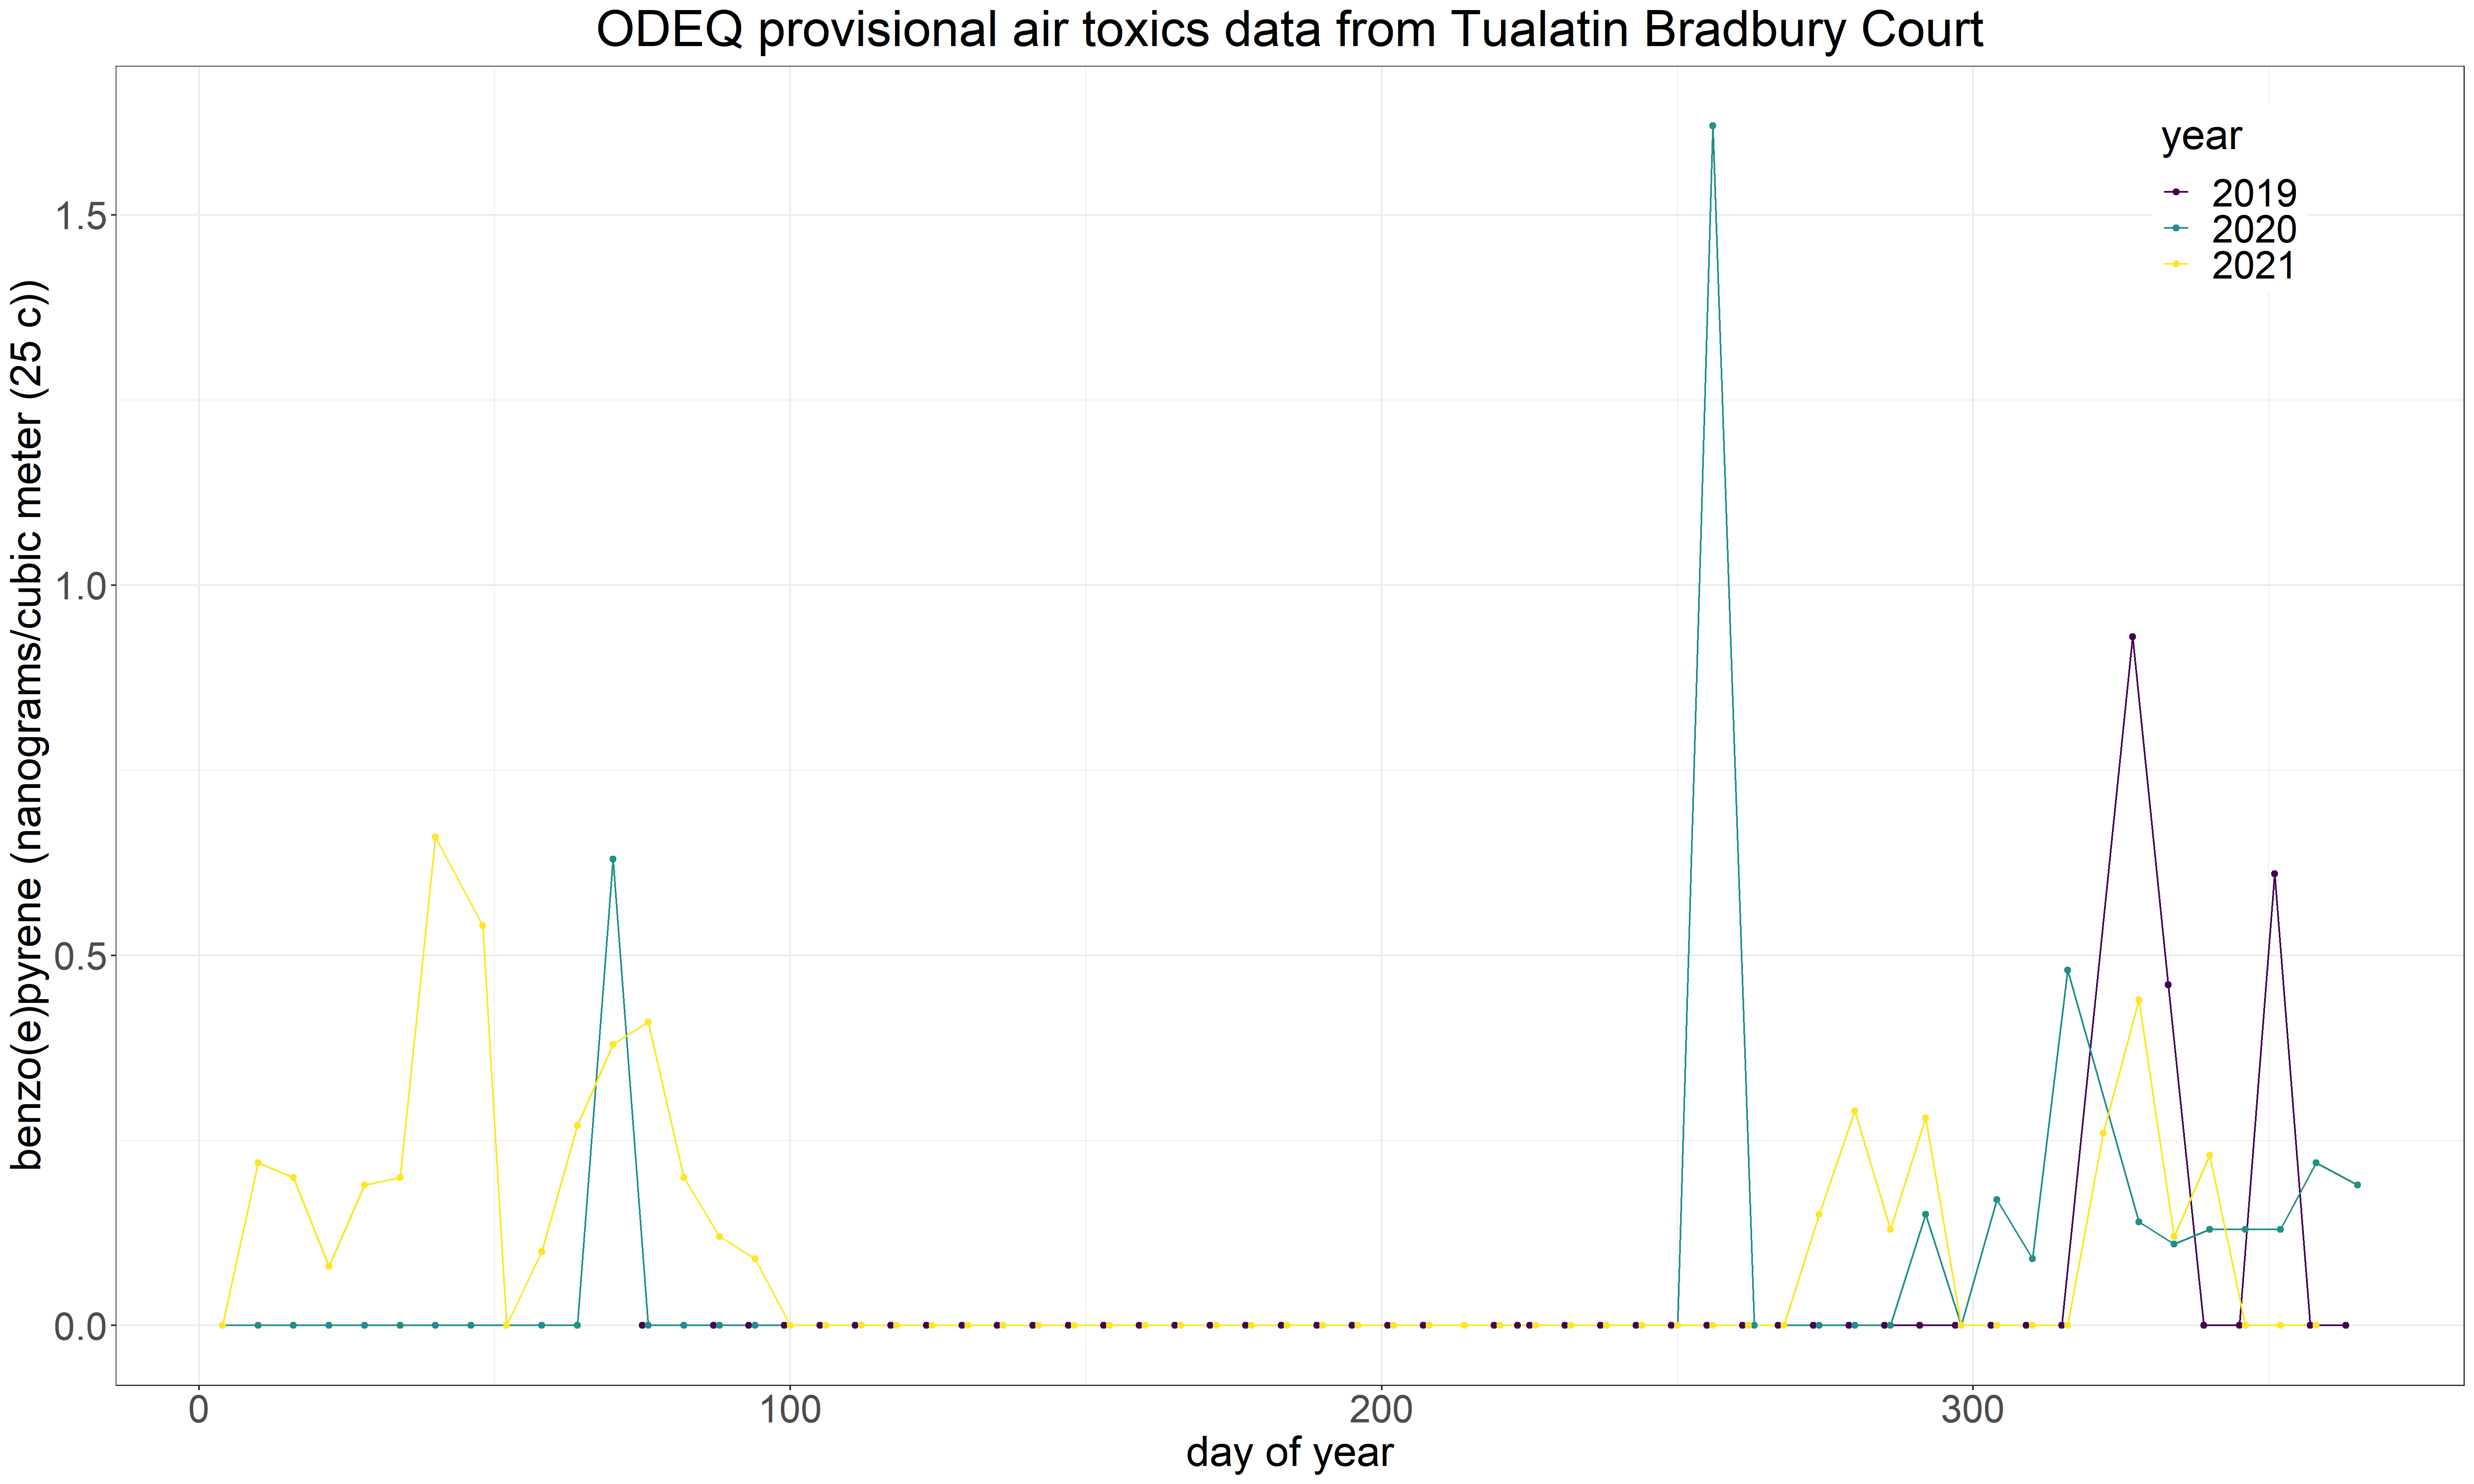 ODEQ provisional air toxics data from Tualatin Bradbury Court
benzo(e)pyrene (nanograms/cubic meter (25 c))
1.5
1.0
0.5
0.0
year
2019
2020
2021
0 100 200 300
day of year